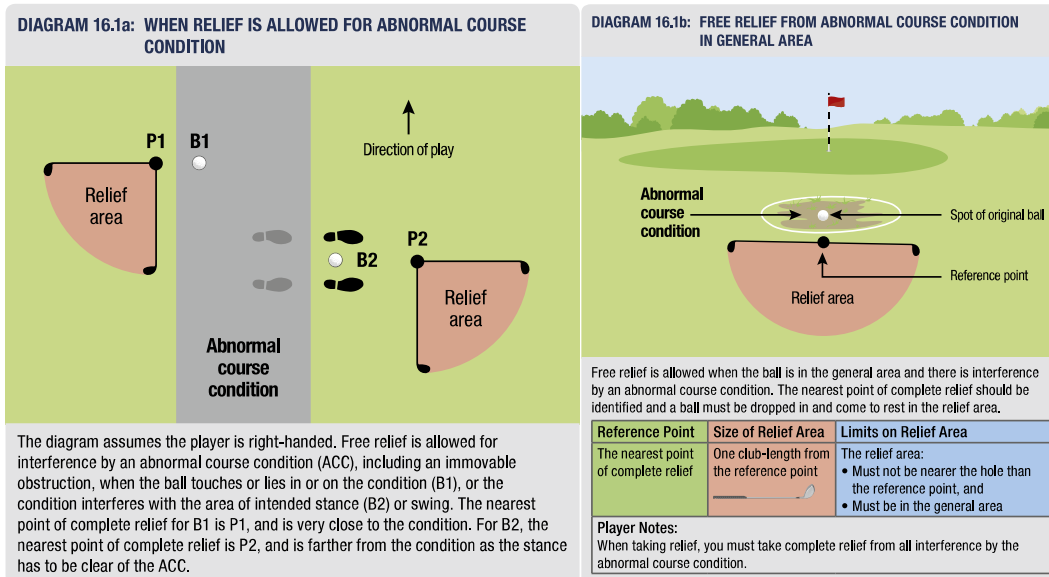 DIAGRAM 16.1a: WHEN RELIEF IS ALLOWED FOR ABNORMAL COURSE
CONDITION
P1
B1
Direction of play
Relief
area
B2
P2
Relief
area
Abnormal
course
condition
The diagram assumes the player is right-handed. Free relief is allowed for
interference by an abnormal course condition (ACC), including an immovable
obstruction, when the ball touches or lies in or on the condition (B1), or the
condition interferes with the area of intended stance (B2) or swing. The nearest
point of complete relief for B1 is P1, and is very close to the condition. For B2, the
nearest point of complete relief is P2, and is farther from the condition as the stance
has to be clear of the ACC.
DIAGRAM 16.1b: FREE RELIEF FROM ABNORMAL COURSE CONDITION
IN GENERAL AREA
Abnormal
course
condition
Spot of original ball
Reference point
Relief area
Free relief is allowed when the ball is in the general area and there is interference
by an abnormal course condition. The nearest point of complete relief should be
identified and a ball must be dropped in and come to rest in the relief area.
Reference Point
Size of Relief Area
Limits on Relief Area
The nearest point
of complete relief
One club-length from
the reference point
The relief area:
• Must not be nearer the hole than
the reference point, and
• Must be in the general area
Player Notes:
When taking relief, you must take complete relief from all interference by the
abnormal course condition.